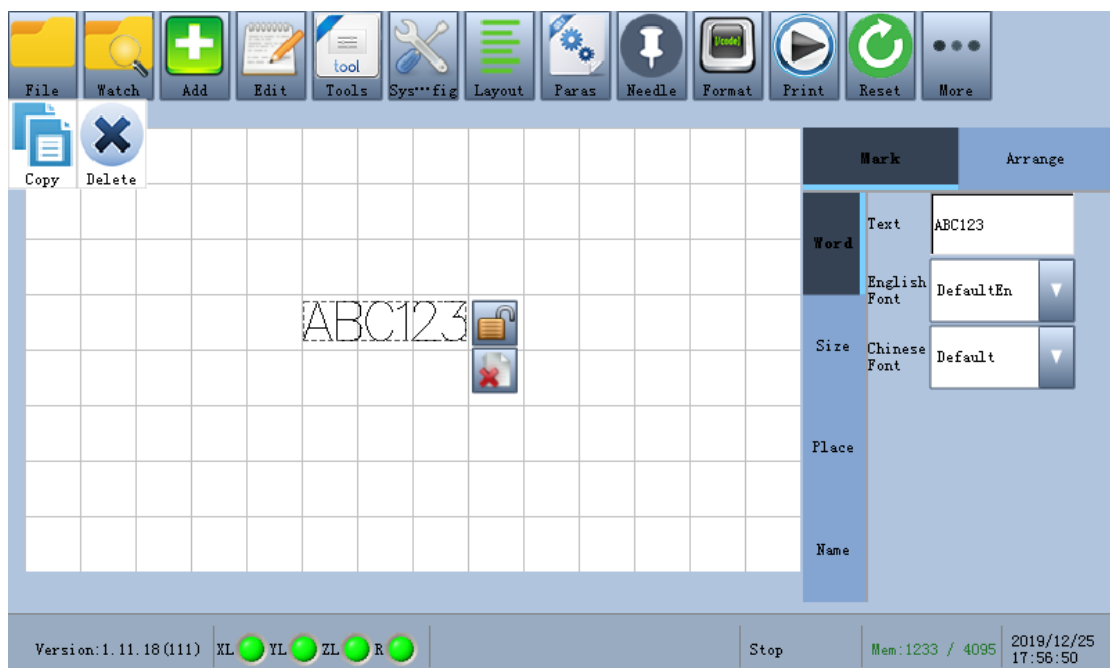 File Watch Add Edit Tools Sys···fig Layout Paras Needle Format Print Reset More
tool
[/code]
Copy Delete
Mark Arrange
Word
Text ABC123
English Font DefaultEn
ABC123
Size
Chinese Font Default
Place
Name
Version:1.11.18(111) XL YL ZL R Stop Mem:1233 / 4095 2019/12/25
17:56:50